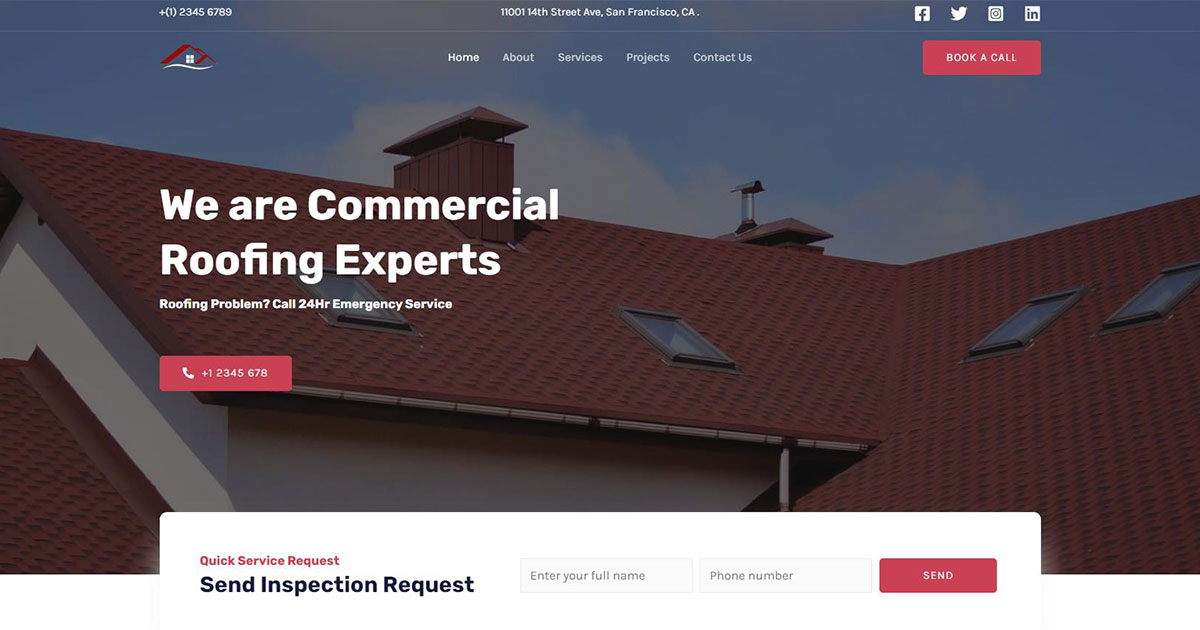 +(1) 2345 6789
11001 14th Street Ave, San Francisco, CA .
Home About Services Projects Contact Us
BOOK A CALL
We are Commercial
Roofing Experts
Roofing Problem? Call 24Hr Emergency Service
+1 2345 678
Quick Service Request
Send Inspection Request
Enter your full name
Phone number
SEND